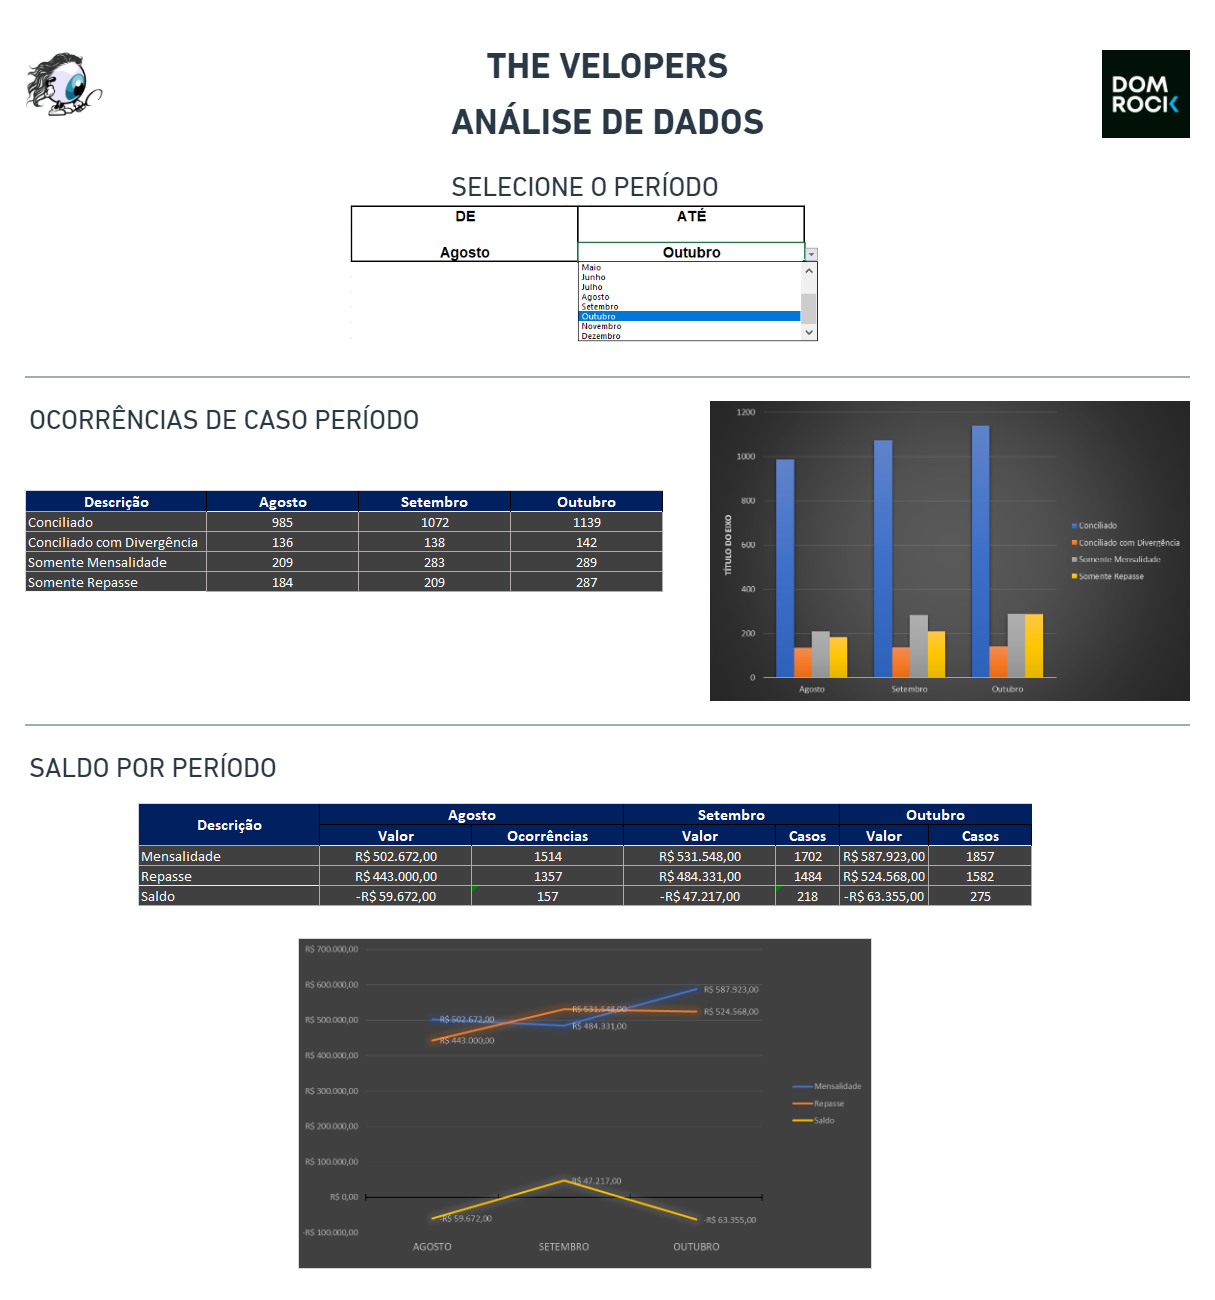 THE VELOPERS
ANÁLISE DE DADOS
DOM
ROCK
SELECIONE O PERÍODO
DE ATÉ
Agosto Outubro
Maio
Junho
Julho
Agosto
Setembro
Outubro
Novembro
Dezembro
OCORRÊNCIAS DE CASO PERÍODO
Descrição Agosto Setembro Outubro
Conciliado 985 1072 1139
Conciliado com Divergência 136 138 142
Somente Mensalidade 209 283 289
Somente Repasse 184 209 287
1200
1000
800
600
400
200
0
TÍTULO DO EIXO
Agosto Setembro Outubro
Conciliado
Conciliado com Divergência
Somente Mensalidade
Somente Repasse
SALDO POR PERÍODO
Descrição Agosto Setembro Outubro
Valor Ocorrências Valor Casos Valor Casos
Mensalidade R$ 502.672,00 1514 R$ 531.548,00 1702 R$ 587.923,00 1857
Repasse R$ 443.000,00 1357 R$ 484.331,00 1484 R$ 524.568,00 1582
Saldo -R$ 59.672,00 157 -R$ 47.217,00 218 -R$ 63.355,00 275
R$ 700.000,00
R$ 600.000,00
R$ 500.000,00
R$ 400.000,00
R$ 300.000,00
R$ 200.000,00
R$ 100.000,00
R$ 0,00
-R$ 100.000,00
R$ 587.923,00
R$ 531.548,00
R$ 524.568,00
R$ 502.672,00
R$ 484.331,00
R$ 443.000,00
R$ 47.217,00
-R$ 59.672,00
-R$ 63.355,00
AGOSTO SETEMBRO OUTUBRO
Mensalidade
Repasse
Saldo